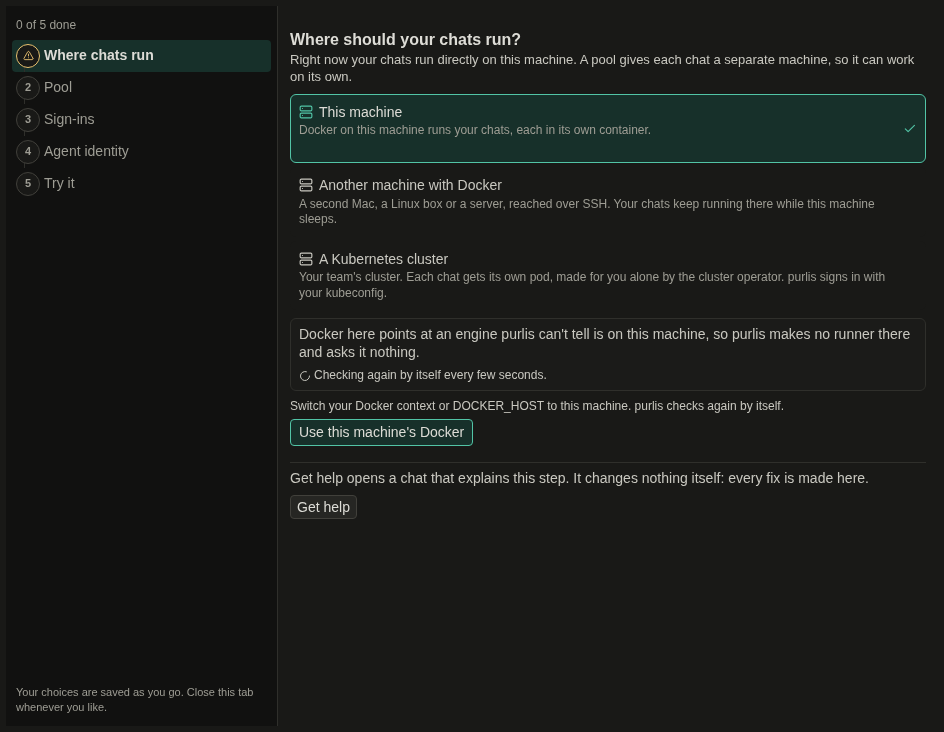 0 of 5 done
Where chats run
2 Pool
3 Sign-ins
4 Agent identity
5 Try it
Your choices are saved as you go. Close this tab
whenever you like.
Where should your chats run?
Right now your chats run directly on this machine. A pool gives each chat a separate machine, so it can work
on its own.
This machine
Docker on this machine runs your chats, each in its own container.
Another machine with Docker
A second Mac, a Linux box or a server, reached over SSH. Your chats keep running there while this machine
sleeps.
A Kubernetes cluster
Your team's cluster. Each chat gets its own pod, made for you alone by the cluster operator. purlis signs in with
your kubeconfig.
Docker here points at an engine purlis can't tell is on this machine, so purlis makes no runner there
and asks it nothing.
Checking again by itself every few seconds.
Switch your Docker context or DOCKER_HOST to this machine. purlis checks again by itself.
Use this machine's Docker
Get help opens a chat that explains this step. It changes nothing itself: every fix is made here.
Get help